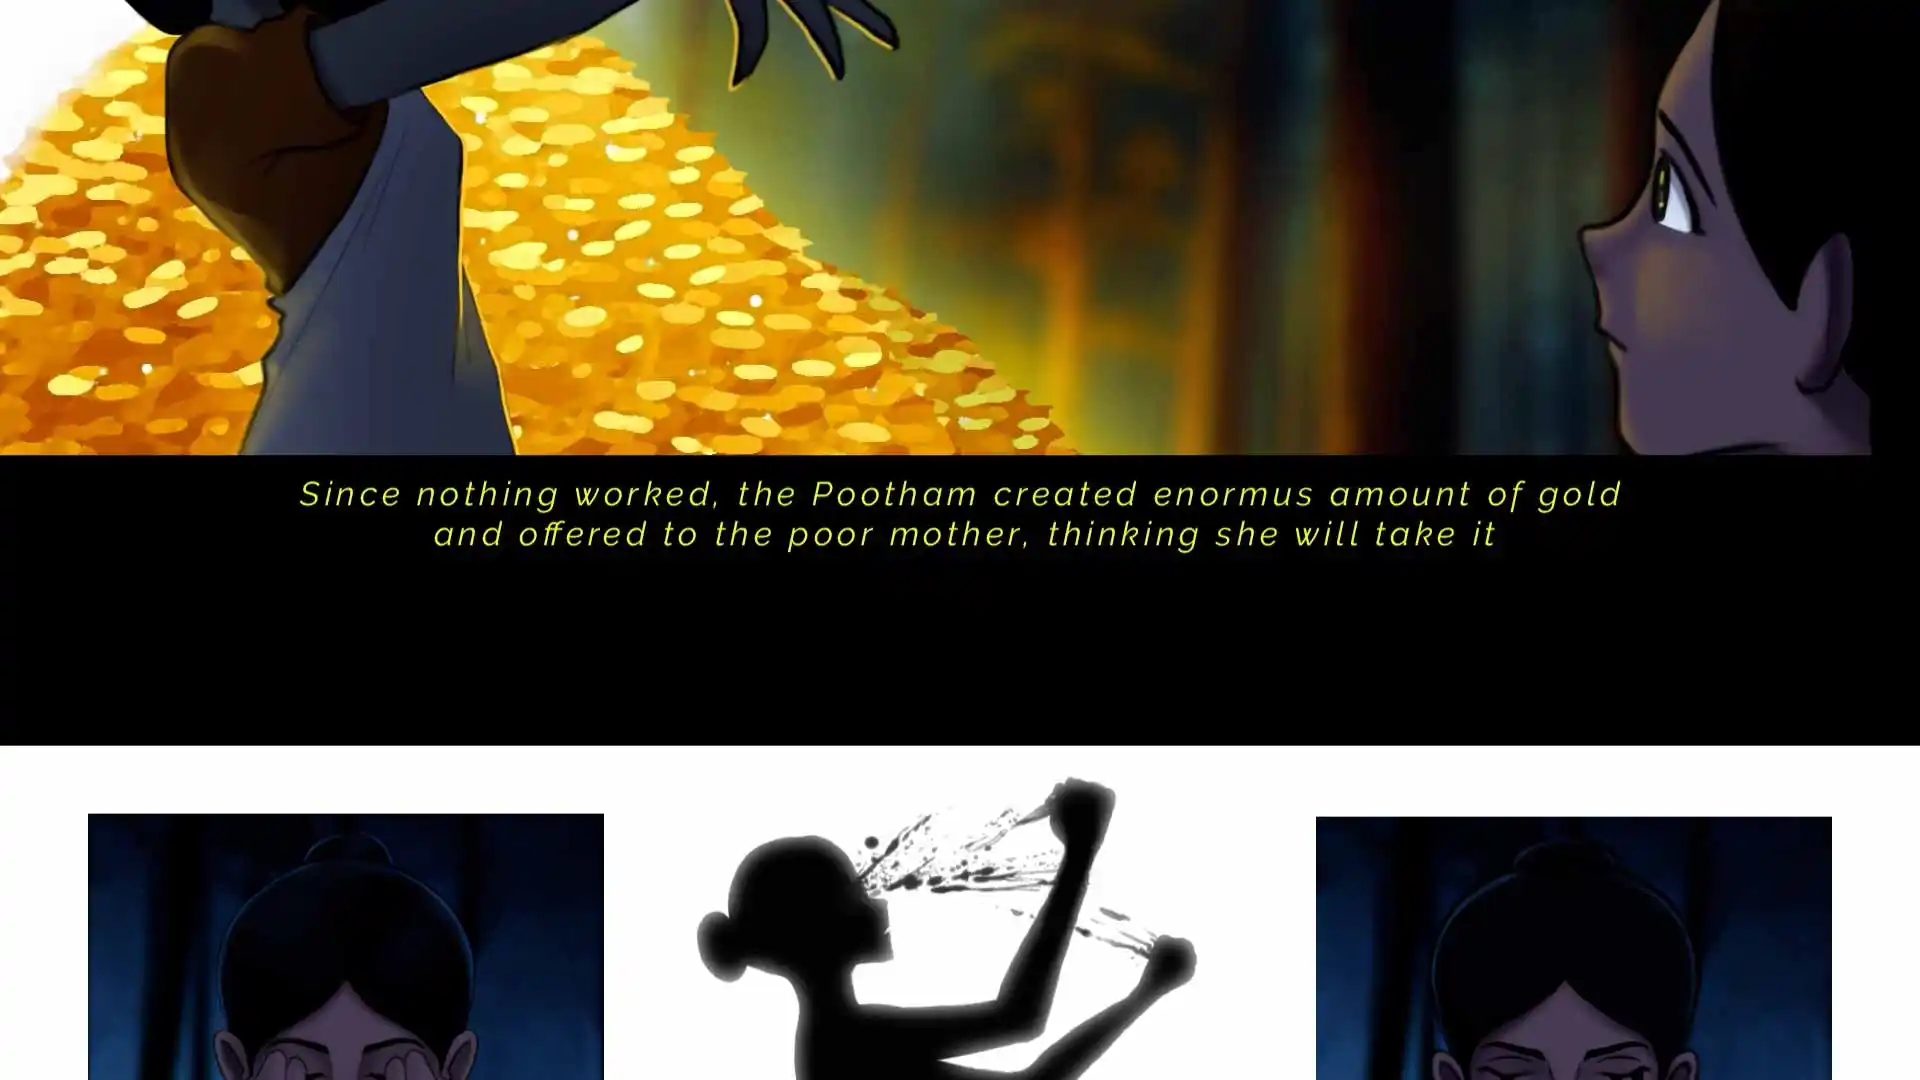 Since nothing worked, the Pootham created enormus amount of gold
and offered to the poor mother, thinking she will take it